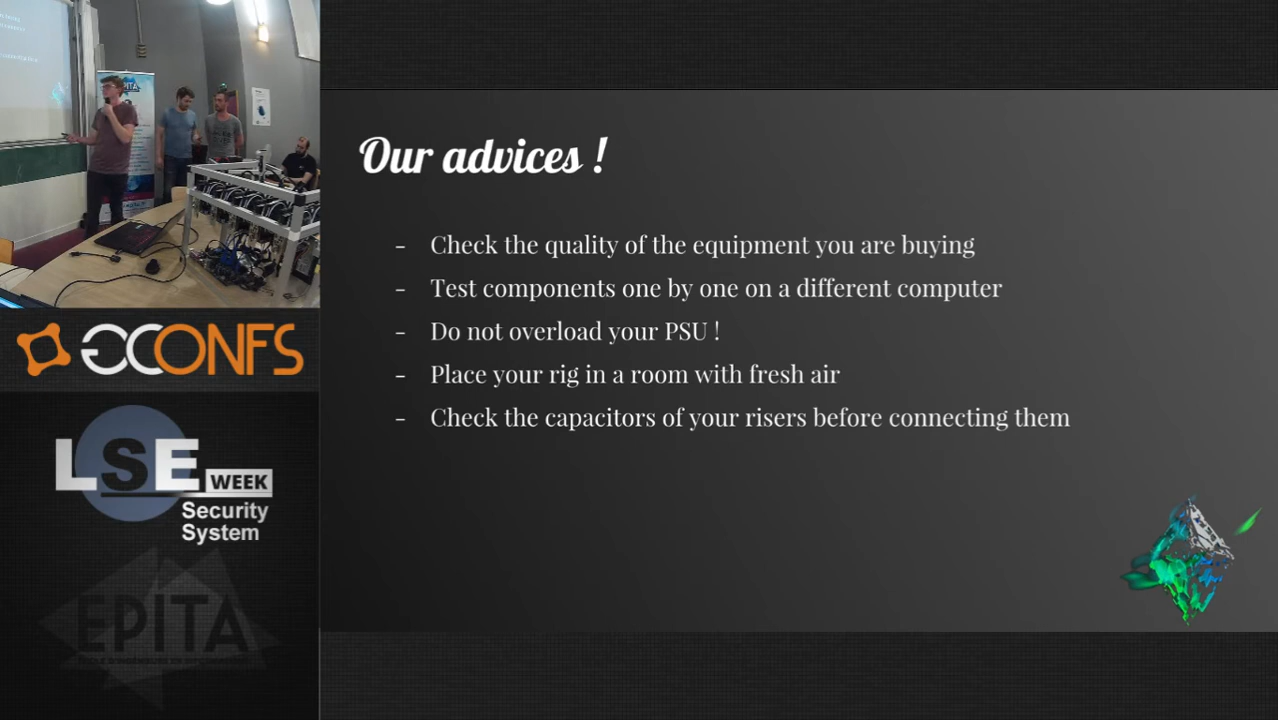 Our advices !
- Check the quality of the equipment you are buying
- Test components one by one on a different computer
- Do not overload your PSU !
- Place your rig in a room with fresh air
- Check the capacitors of your risers before connecting them
GCONFS
LSE WEEK
Security
System
EPITA